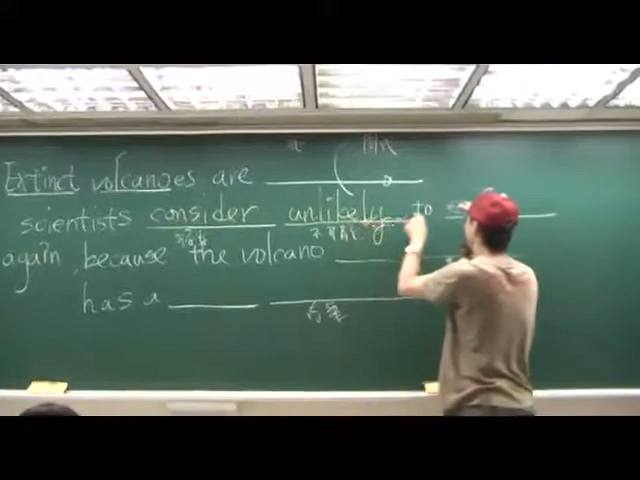 Extinct volcanoes are
scientists consider unlikely to
again, because the volcano
has a